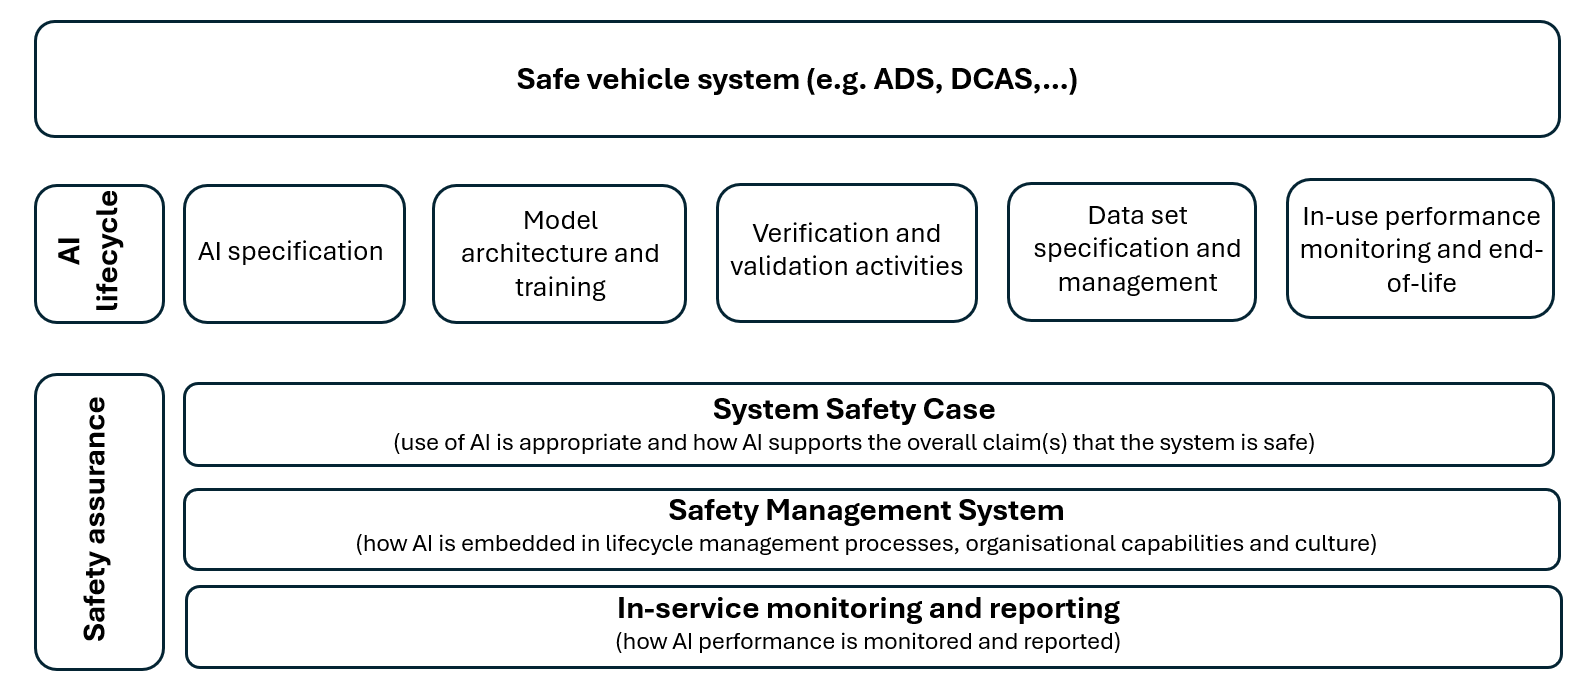 Safe vehicle system (e.g. ADS, DCAS,...)
AI
lifecycle
AI specification
Model
architecture and
training
Verification and
validation activities
Data set
specification and
management
In-use performance
monitoring and end-
of-life
Safety assurance
System Safety Case
(use of AI is appropriate and how AI supports the overall claim(s) that the system is safe)
Safety Management System
(how AI is embedded in lifecycle management processes, organisational capabilities and culture)
In-service monitoring and reporting
(how AI performance is monitored and reported)